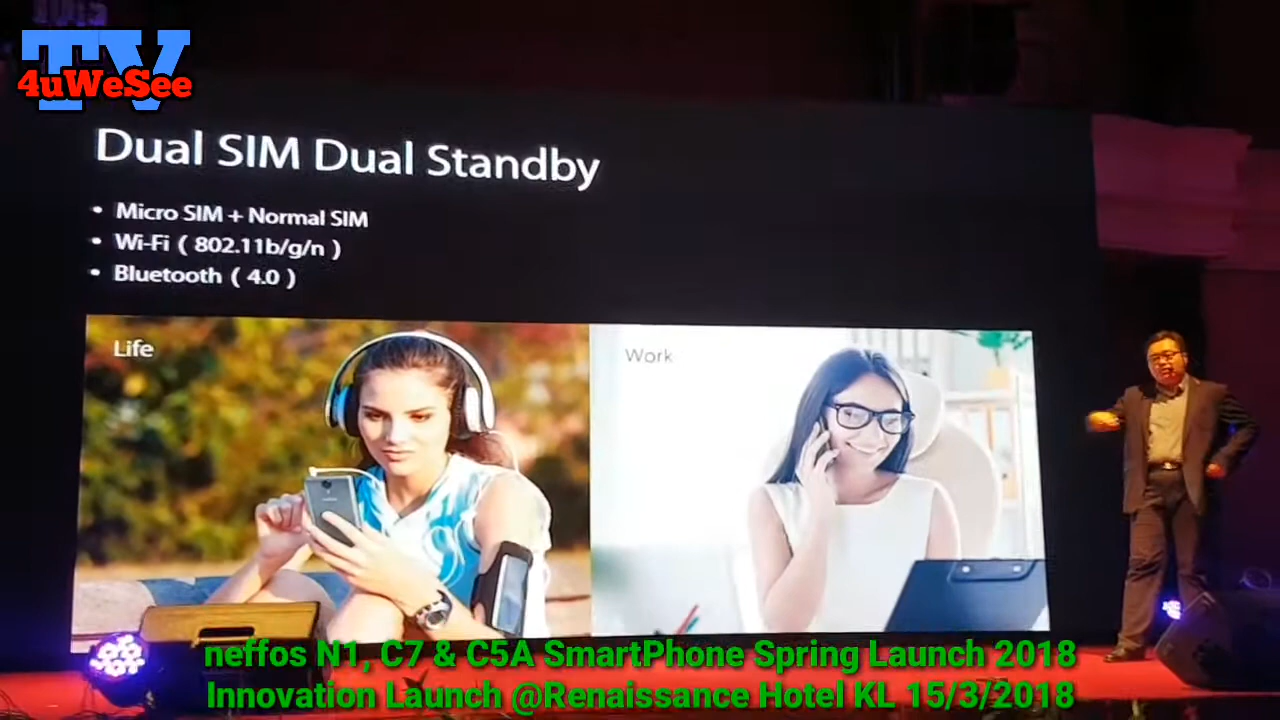 TV
4uWeSee
Dual SIM Dual Standby
• Micro SIM + Normal SIM
• Wi-Fi ( 802.11b/g/n )
• Bluetooth ( 4.0 )
Life
Work
neffos N1, C7 & C5A SmartPhone Spring Launch 2018
Innovation Launch @Renaissance Hotel KL 15/3/2018